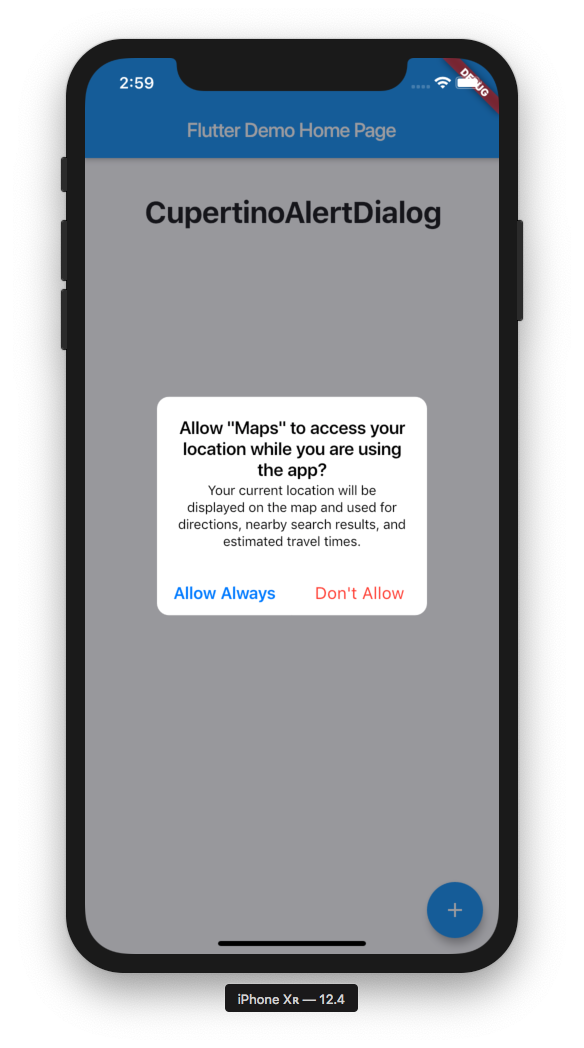 2:59
DEBUG
Flutter Demo Home Page
CupertinoAlertDialog
Allow "Maps" to access your
location while you are using
the app?
Your current location will be
displayed on the map and used for
directions, nearby search results, and
estimated travel times.
Allow Always
Don't Allow
+
iPhone Xʀ — 12.4